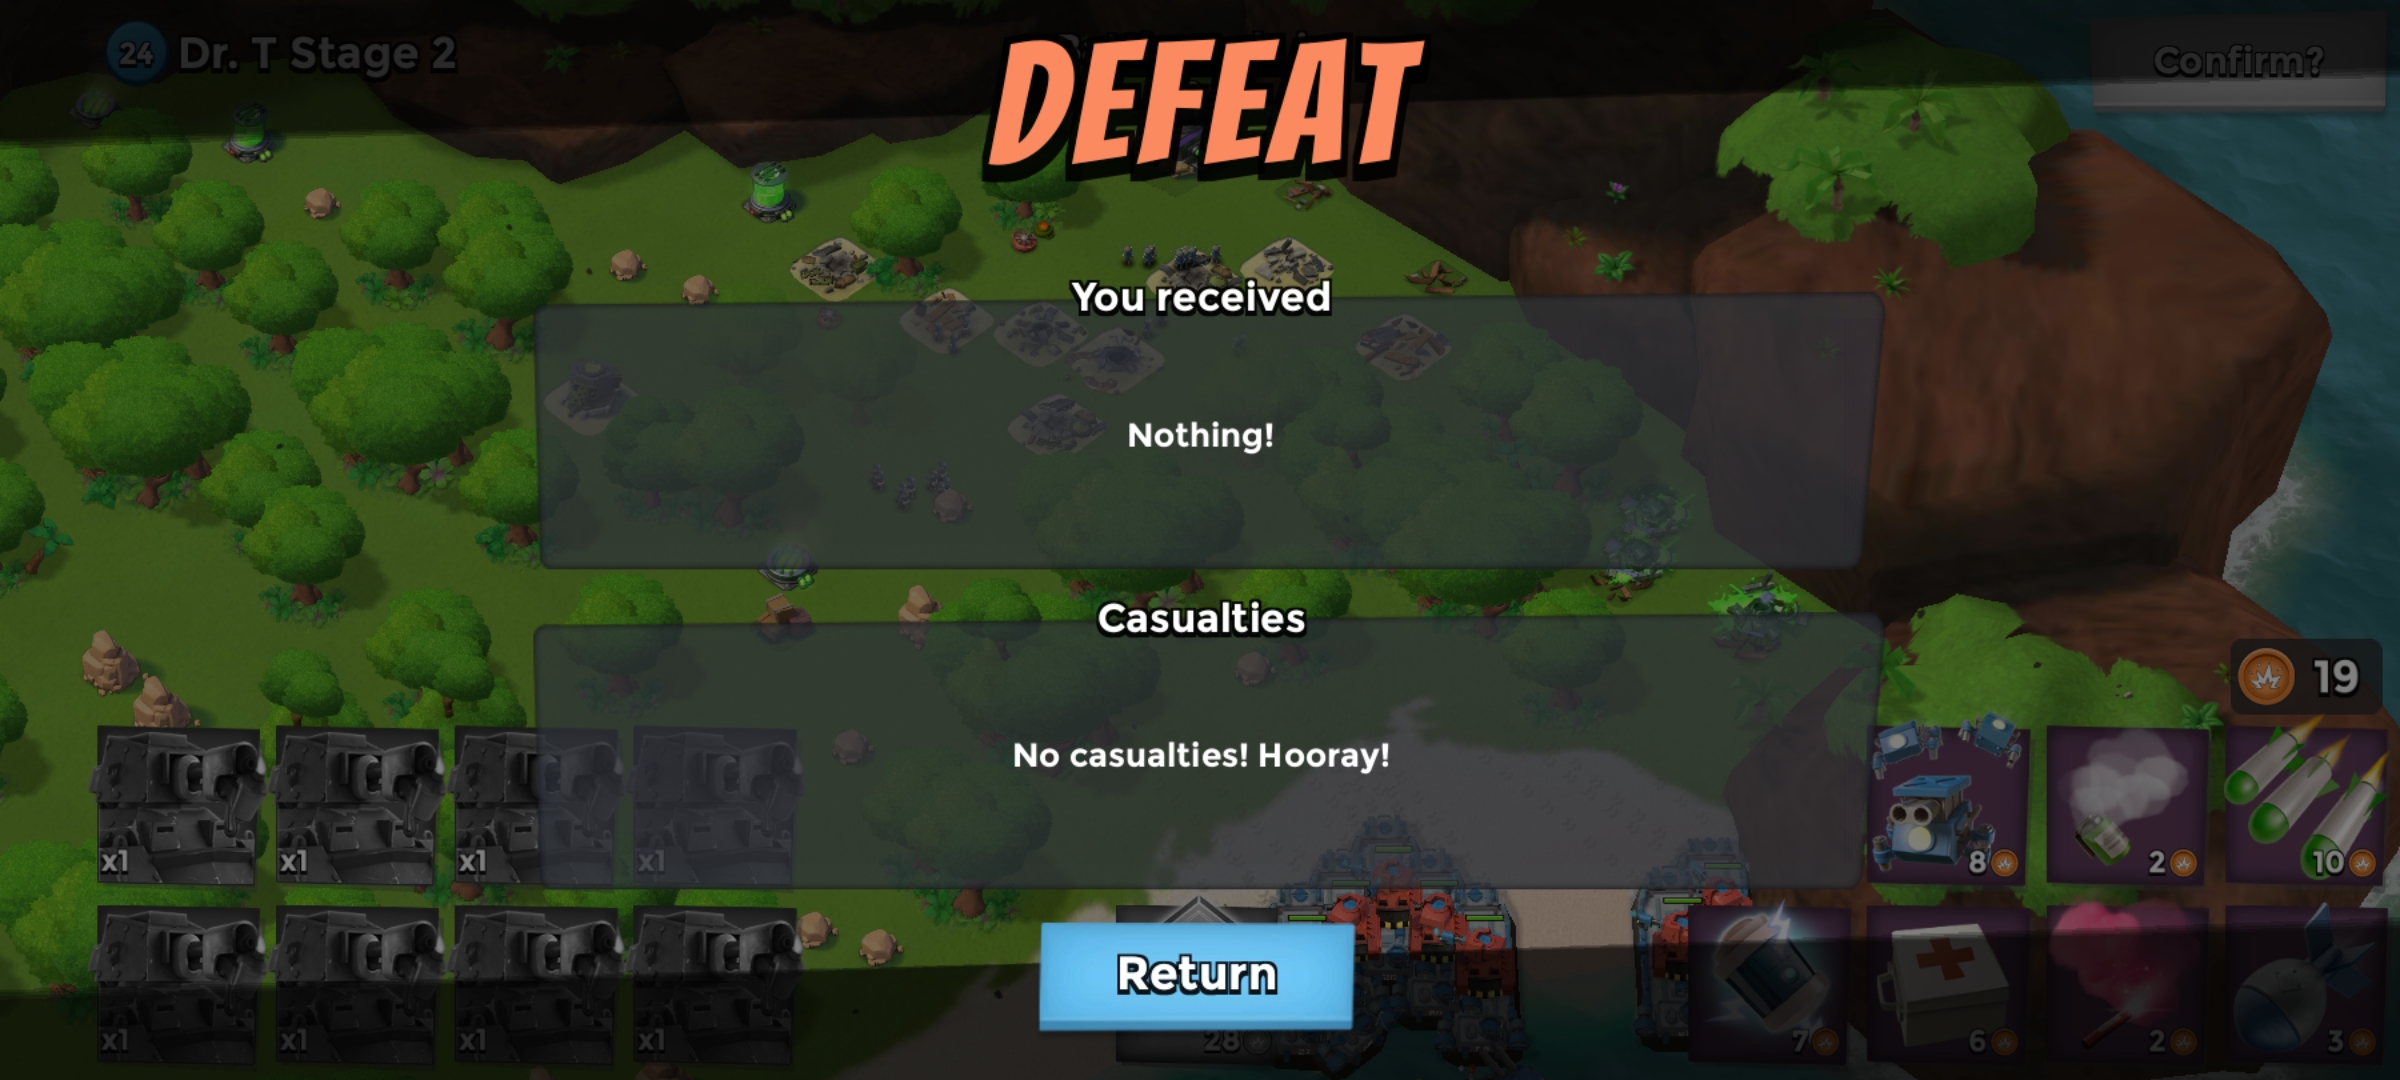 24 Dr. T Stage 2
DEFEAT
Confirm?
You received
Nothing!
Casualties
No casualties! Hooray!
19
x1 x1 x1 x1
8 2 10
Return
x1 x1 x1 x1
28
7 6 2 3